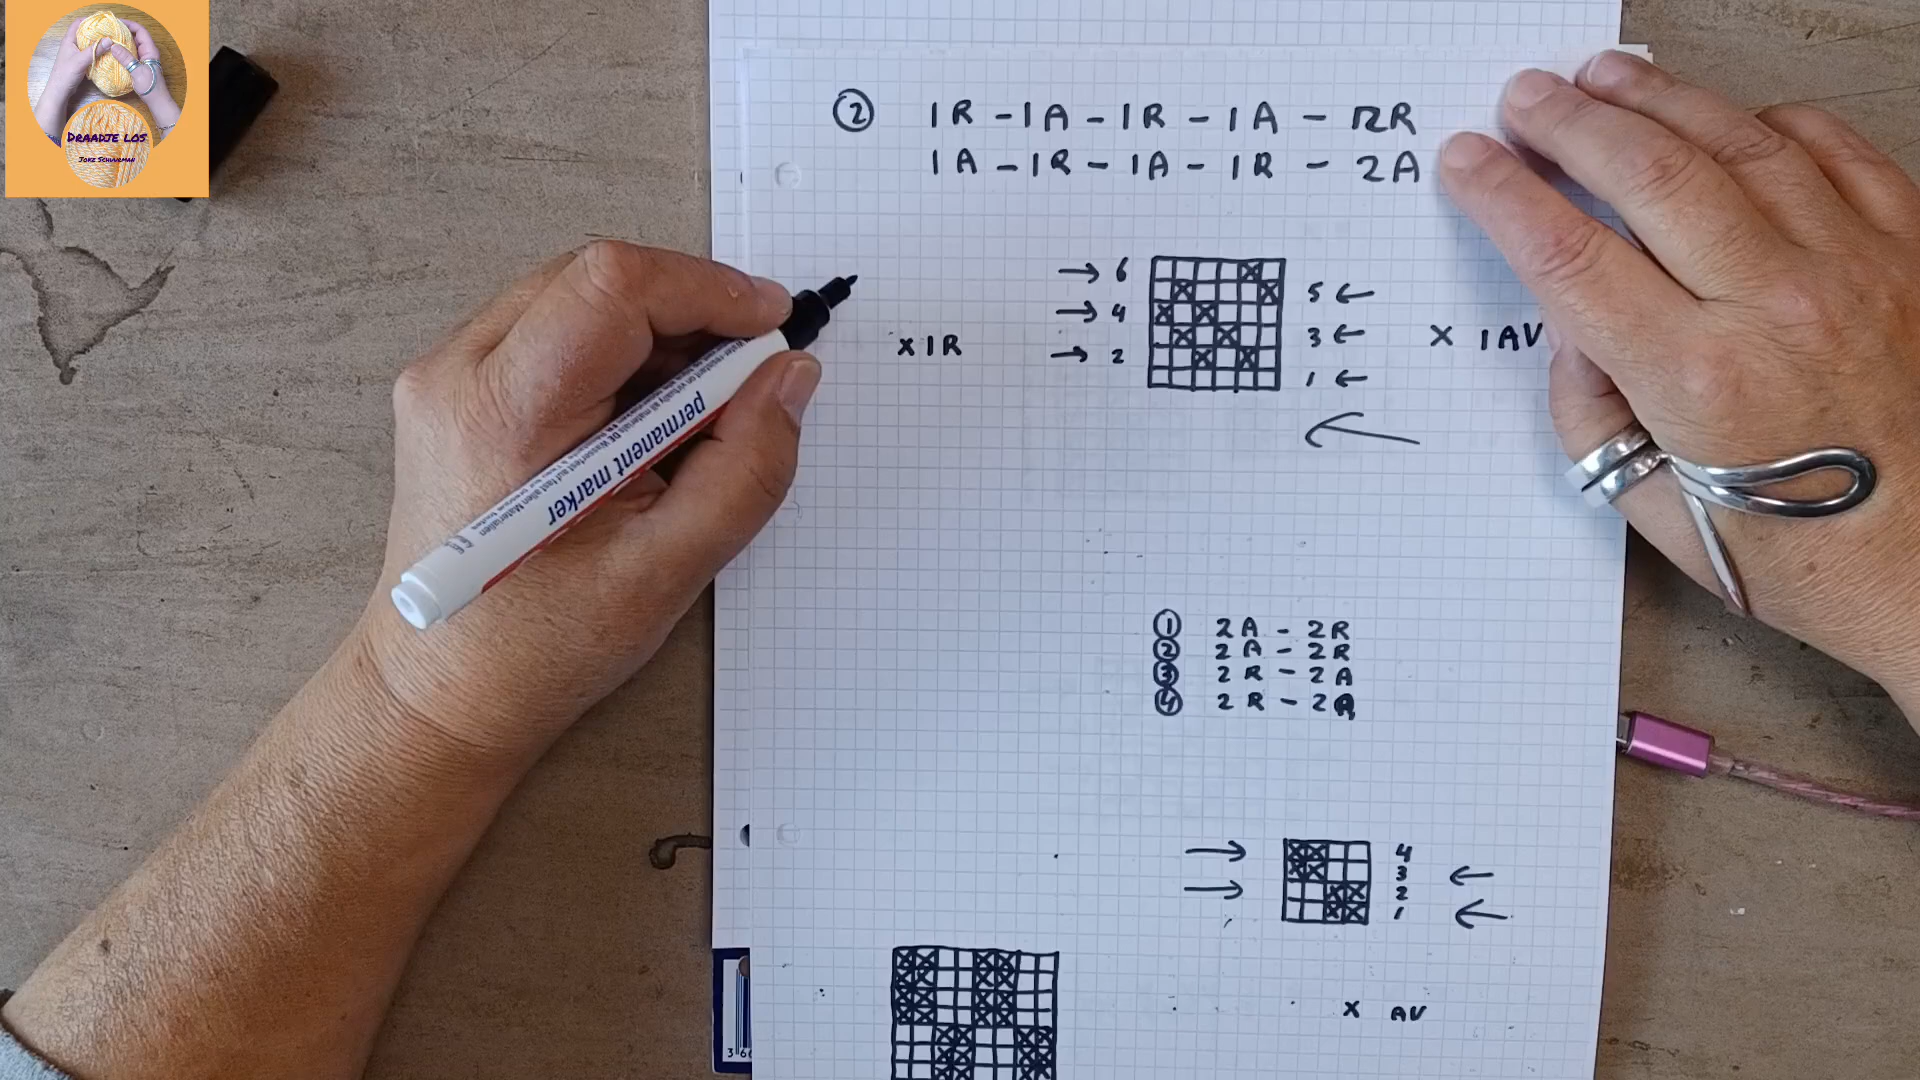 DRAADJE LOS
JOKE SCHUURMAN
② 1R - 1A - 1R - 1A - 2R
1A - 1R - 1A - 1R - 2A
→ 6
5 ←
→ 4
x 1R
3 ←
x 1AV
→ 2
1 ←
←
permanent marker
① 2A - 2R
② 2A - 2R
③ 2R - 2A
④ 2R - 2A
→ 4
3 ←
→ 2
1 ←
x AV